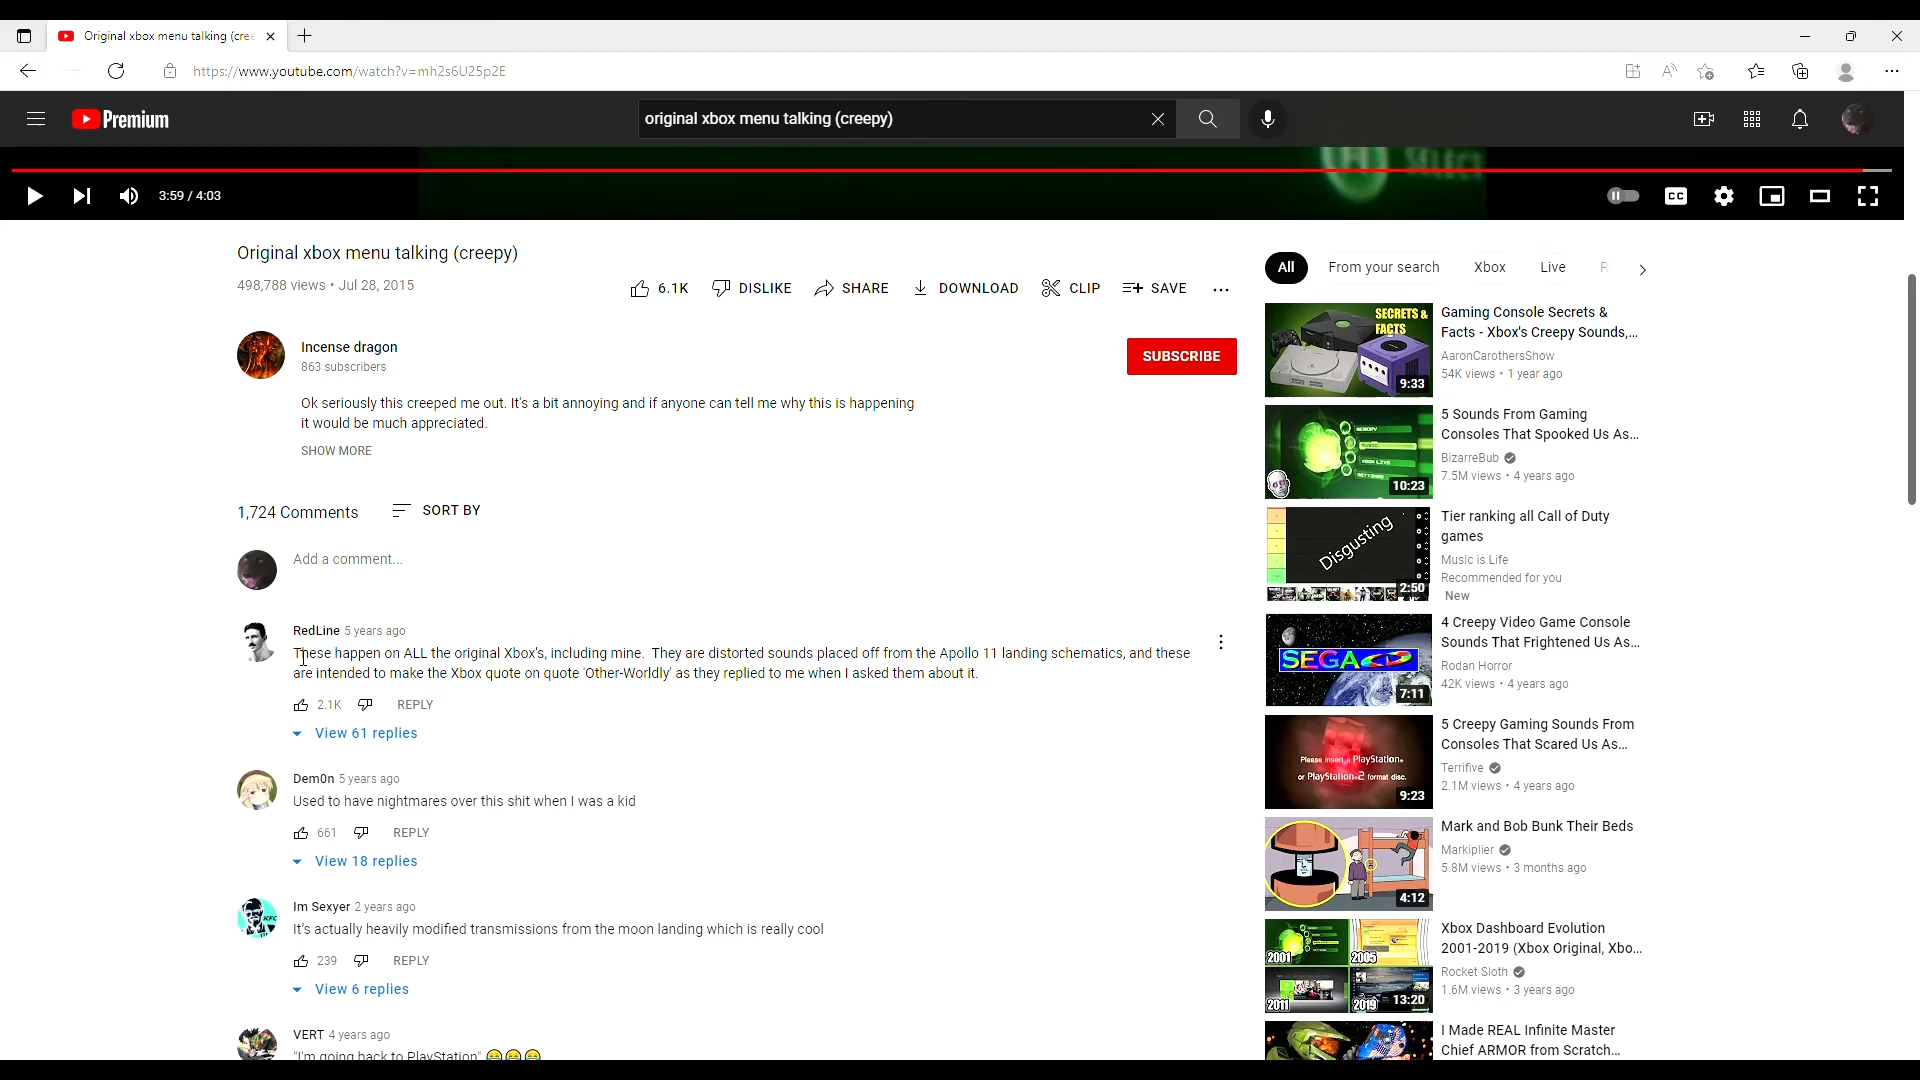 Original xbox menu talking (cree
https://www.youtube.com/watch?v=mh2s6U25p2E
Premium
original xbox menu talking (creepy)
SELECT
3:59 / 4:03
CC
Original xbox menu talking (creepy)
498,788 views • Jul 28, 2015
6.1K
DISLIKE
SHARE
DOWNLOAD
CLIP
SAVE
Incense dragon
863 subscribers
SUBSCRIBE
Ok seriously this creeped me out. It's a bit annoying and if anyone can tell me why this is happening
it would be much appreciated.
SHOW MORE
1,724 Comments
SORT BY
Add a comment...
RedLine 5 years ago
These happen on ALL the original Xbox's, including mine. They are distorted sounds placed off from the Apollo 11 landing schematics, and these
are intended to make the Xbox quote on quote 'Other-Worldly' as they replied to me when I asked them about it.
2.1K
REPLY
View 61 replies
Dem0n 5 years ago
Used to have nightmares over this shit when I was a kid
661
REPLY
View 18 replies
Im Sexyer 2 years ago
It's actually heavily modified transmissions from the moon landing which is really cool
239
REPLY
View 6 replies
VERT 4 years ago
"I'm going back to PlayStation" 😂😂😂
All
From your search
Xbox
Live
R
SECRETS &
FACTS
9:33
Gaming Console Secrets &
Facts - Xbox's Creepy Sounds,...
AaronCarothersShow
54K views • 1 year ago
MEMORY
MUSIC
XBOX LIVE
SETTINGS
10:23
5 Sounds From Gaming
Consoles That Spooked Us As...
BizarreBub
7.5M views • 4 years ago
Disgusting
2:50
Tier ranking all Call of Duty
games
Music is Life
Recommended for you
New
SEGA CD
7:11
4 Creepy Video Game Console
Sounds That Frightened Us As...
Rodan Horror
42K views • 4 years ago
Please insert a PlayStation®
or PlayStation®2 format disc.
9:23
5 Creepy Gaming Sounds From
Consoles That Scared Us As...
Terrifive
2.1M views • 4 years ago
4:12
Mark and Bob Bunk Their Beds
Markiplier
5.8M views • 3 months ago
2001
2005
2011
2019
13:20
Xbox Dashboard Evolution
2001-2019 (Xbox Original, Xbo...
Rocket Sloth
1.6M views • 3 years ago
I Made REAL Infinite Master
Chief ARMOR from Scratch...